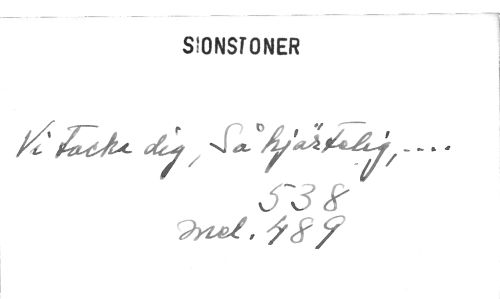 SIONSTONER
Vi tacka dig, Så hjärtelig, ....
538
mel. 489